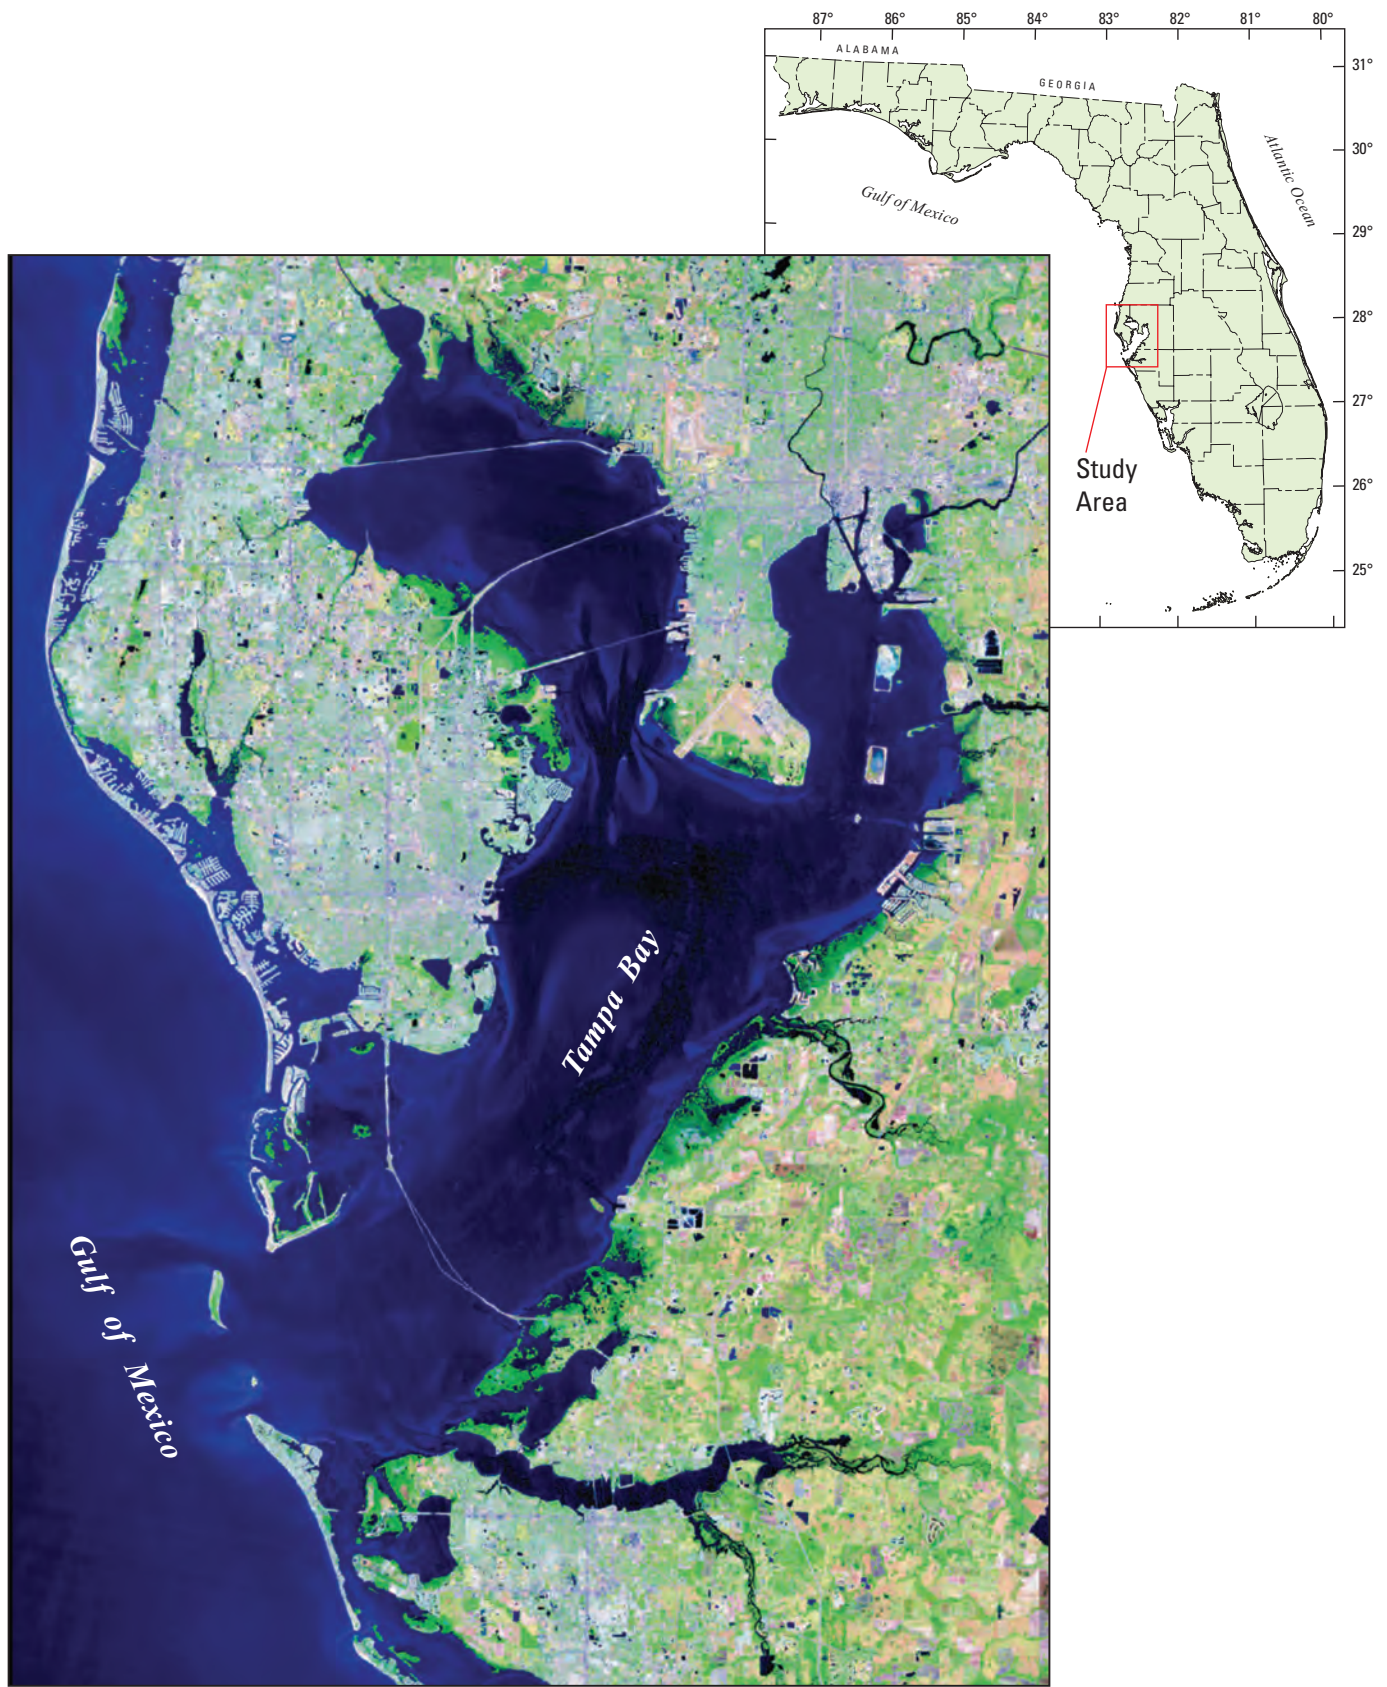 87° 86° 85° 84° 83° 82° 81° 80°
ALABAMA
GEORGIA
31°
30°
29°
28°
27°
26°
25°
Atlantic Ocean
Gulf of Mexico
Study
Area
Tampa Bay
Gulf of Mexico